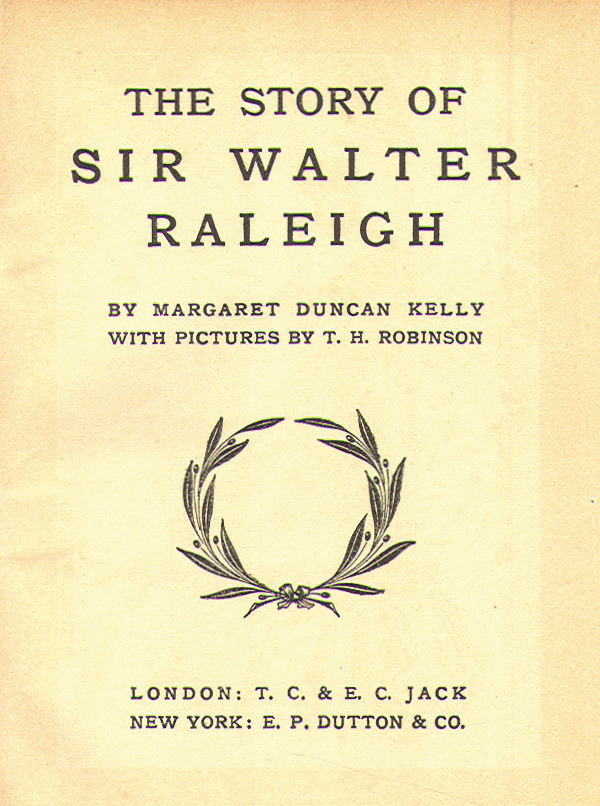 THE STORY OF
SIR WALTER
RALEIGH
BY MARGARET DUNCAN KELLY
WITH PICTURES BY T. H. ROBINSON
LONDON: T. C. & E. C. JACK
NEW YORK: E. P. DUTTON & CO.